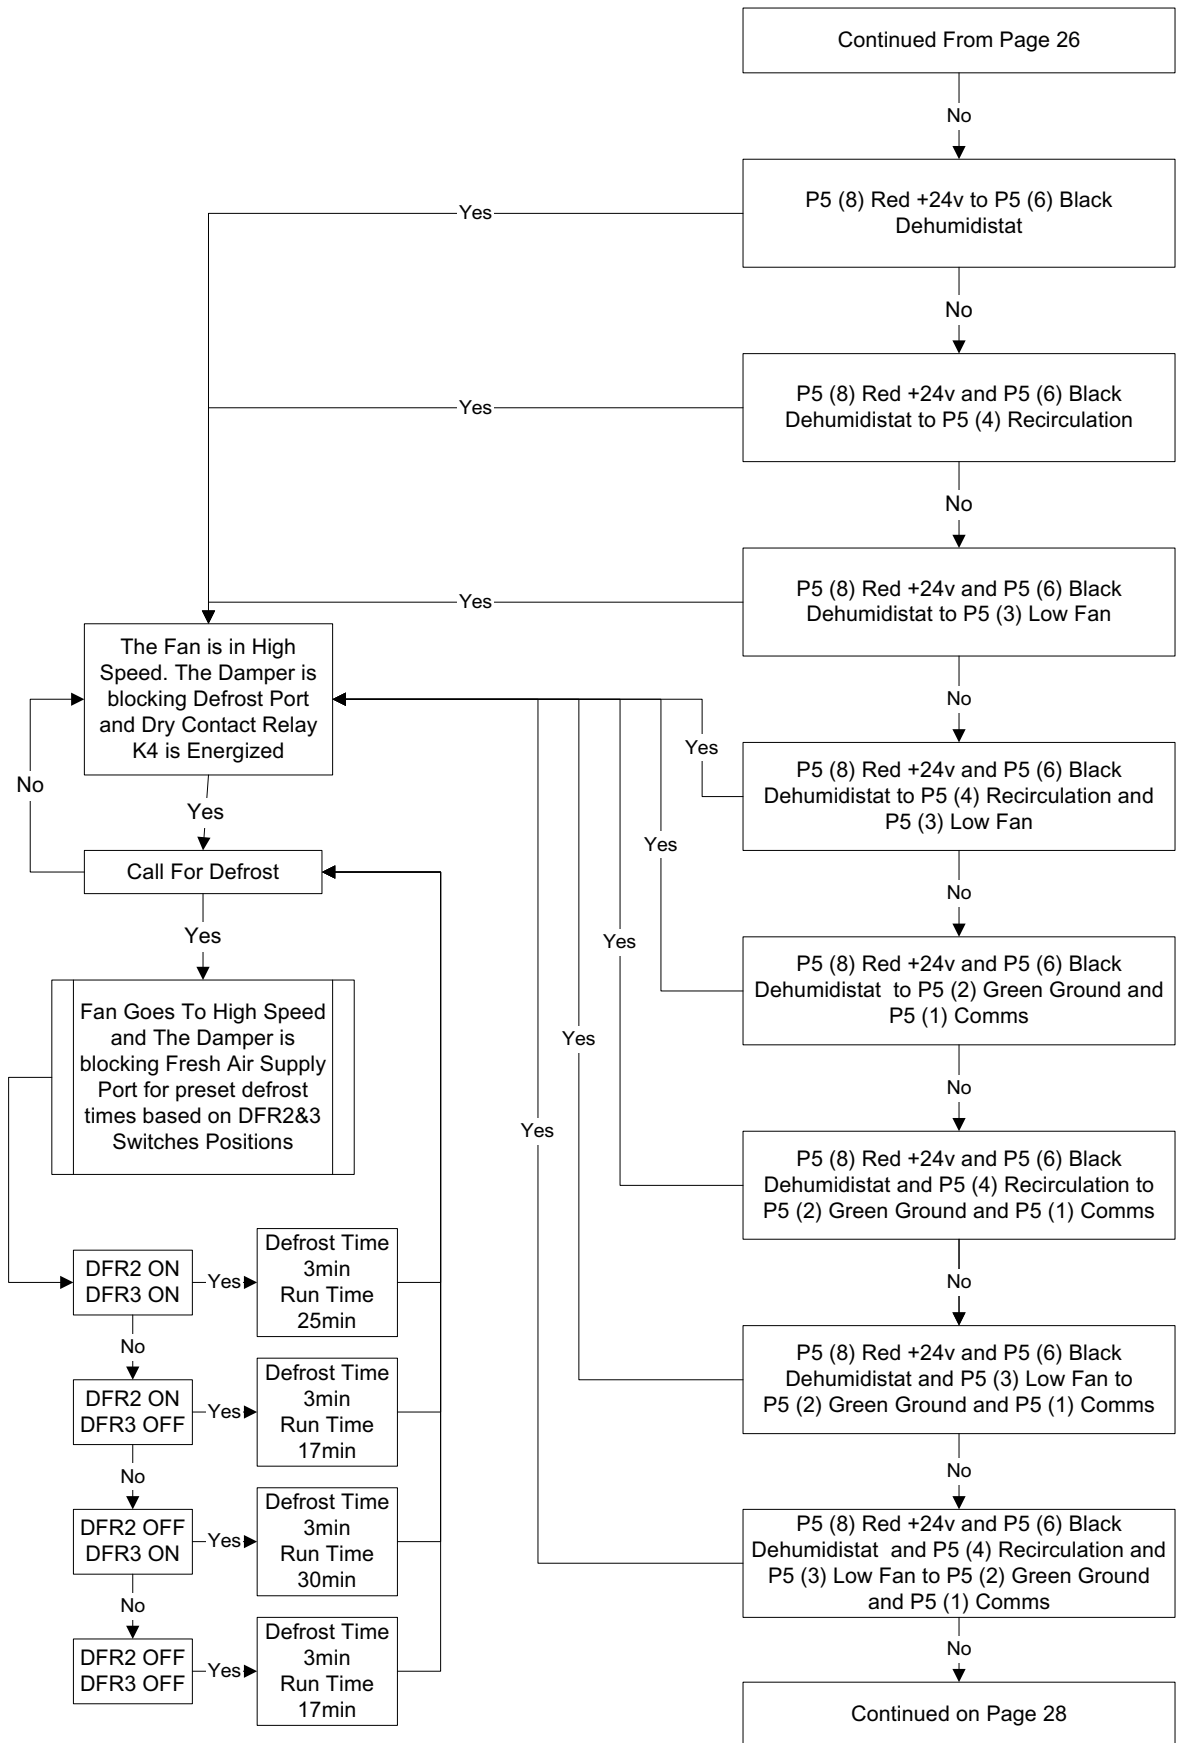 Continued From Page 26
No
P5 (8) Red +24v to P5 (6) Black
Dehumidistat
Yes
No
P5 (8) Red +24v and P5 (6) Black
Dehumidistat to P5 (4) Recirculation
Yes
No
P5 (8) Red +24v and P5 (6) Black
Dehumidistat to P5 (3) Low Fan
Yes
No
P5 (8) Red +24v and P5 (6) Black
Dehumidistat to P5 (4) Recirculation and
P5 (3) Low Fan
Yes
No
P5 (8) Red +24v and P5 (6) Black
Dehumidistat to P5 (2) Green Ground and
P5 (1) Comms
Yes
No
P5 (8) Red +24v and P5 (6) Black
Dehumidistat and P5 (4) Recirculation to
P5 (2) Green Ground and P5 (1) Comms
Yes
No
P5 (8) Red +24v and P5 (6) Black
Dehumidistat and P5 (3) Low Fan to
P5 (2) Green Ground and P5 (1) Comms
Yes
No
P5 (8) Red +24v and P5 (6) Black
Dehumidistat and P5 (4) Recirculation and
P5 (3) Low Fan to P5 (2) Green Ground
and P5 (1) Comms
Yes
No
Continued on Page 28
The Fan is in High
Speed. The Damper is
blocking Defrost Port
and Dry Contact Relay
K4 is Energized
No
Yes
Call For Defrost
Yes
Fan Goes To High Speed
and The Damper is
blocking Fresh Air Supply
Port for preset defrost
times based on DFR2&3
Switches Positions
DFR2 ON
DFR3 ON
Yes
Defrost Time
3min
Run Time
25min
No
DFR2 ON
DFR3 OFF
Yes
Defrost Time
3min
Run Time
17min
No
DFR2 OFF
DFR3 ON
Yes
Defrost Time
3min
Run Time
30min
No
DFR2 OFF
DFR3 OFF
Yes
Defrost Time
3min
Run Time
17min